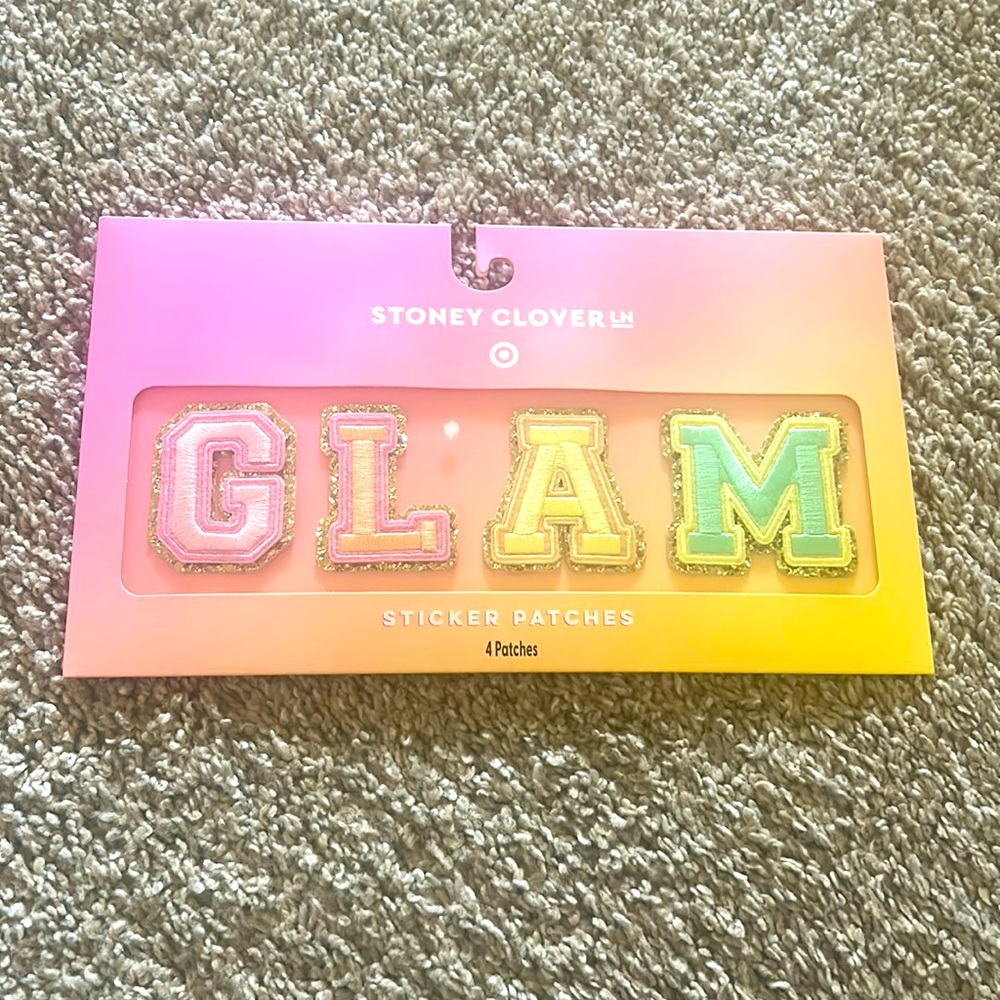 STONEY CLOVER LN
GLAM
STICKER PATCHES
4 Patches